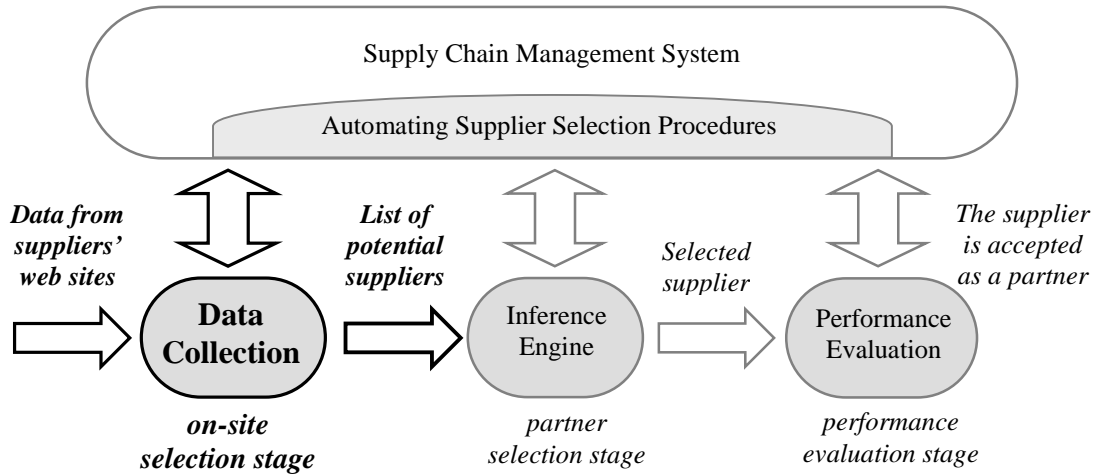 Supply Chain Management System
Automating Supplier Selection Procedures
Data from
suppliers’
web sites
List of
potential
suppliers
Selected
supplier
The supplier
is accepted
as a partner
Data
Collection
Inference
Engine
Performance
Evaluation
on-site
selection stage
partner
selection stage
performance
evaluation stage